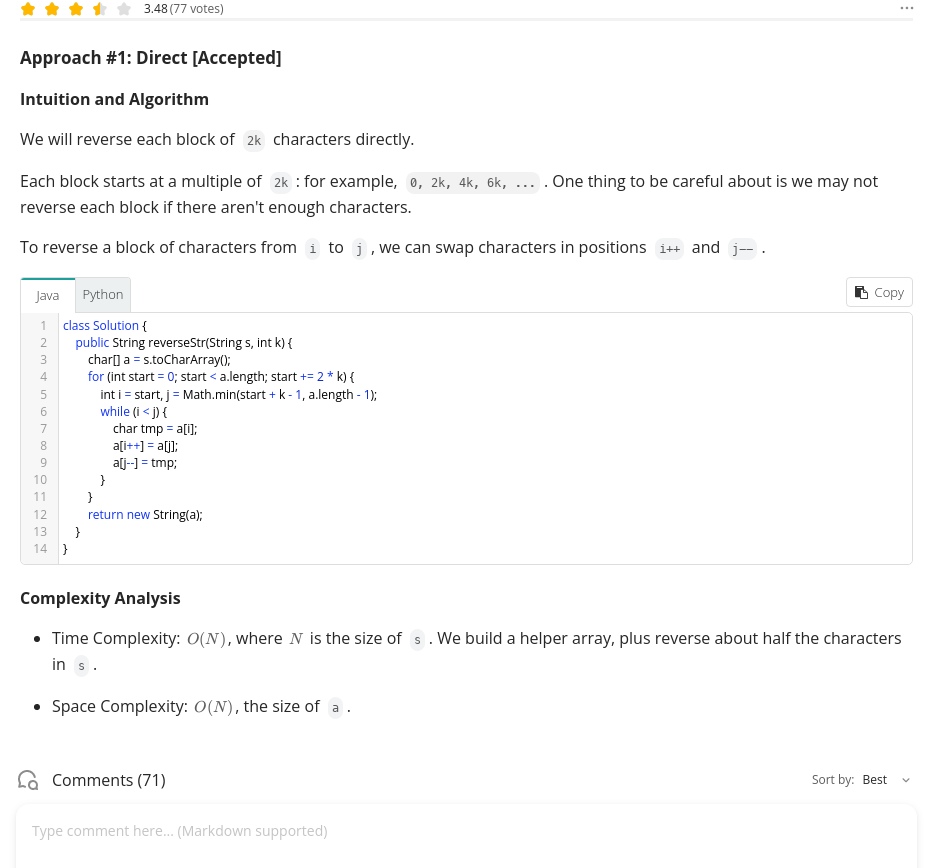 3.48 (77 votes)
Approach #1: Direct [Accepted]
Intuition and Algorithm
We will reverse each block of 2k characters directly.
Each block starts at a multiple of 2k : for example, 0, 2k, 4k, 6k, ... . One thing to be careful about is we may not
reverse each block if there aren't enough characters.
To reverse a block of characters from i to j , we can swap characters in positions i++ and j-- .
Java Python Copy
1 class Solution {
2 public String reverseStr(String s, int k) {
3 char[] a = s.toCharArray();
4 for (int start = 0; start < a.length; start += 2 * k) {
5 int i = start, j = Math.min(start + k - 1, a.length - 1);
6 while (i < j) {
7 char tmp = a[i];
8 a[i++] = a[j];
9 a[j--] = tmp;
10 }
11 }
12 return new String(a);
13 }
14 }
Complexity Analysis
• Time Complexity: O(N), where N is the size of s . We build a helper array, plus reverse about half the characters
in s .
• Space Complexity: O(N), the size of a .
Comments (71) Sort by: Best
Type comment here... (Markdown supported)